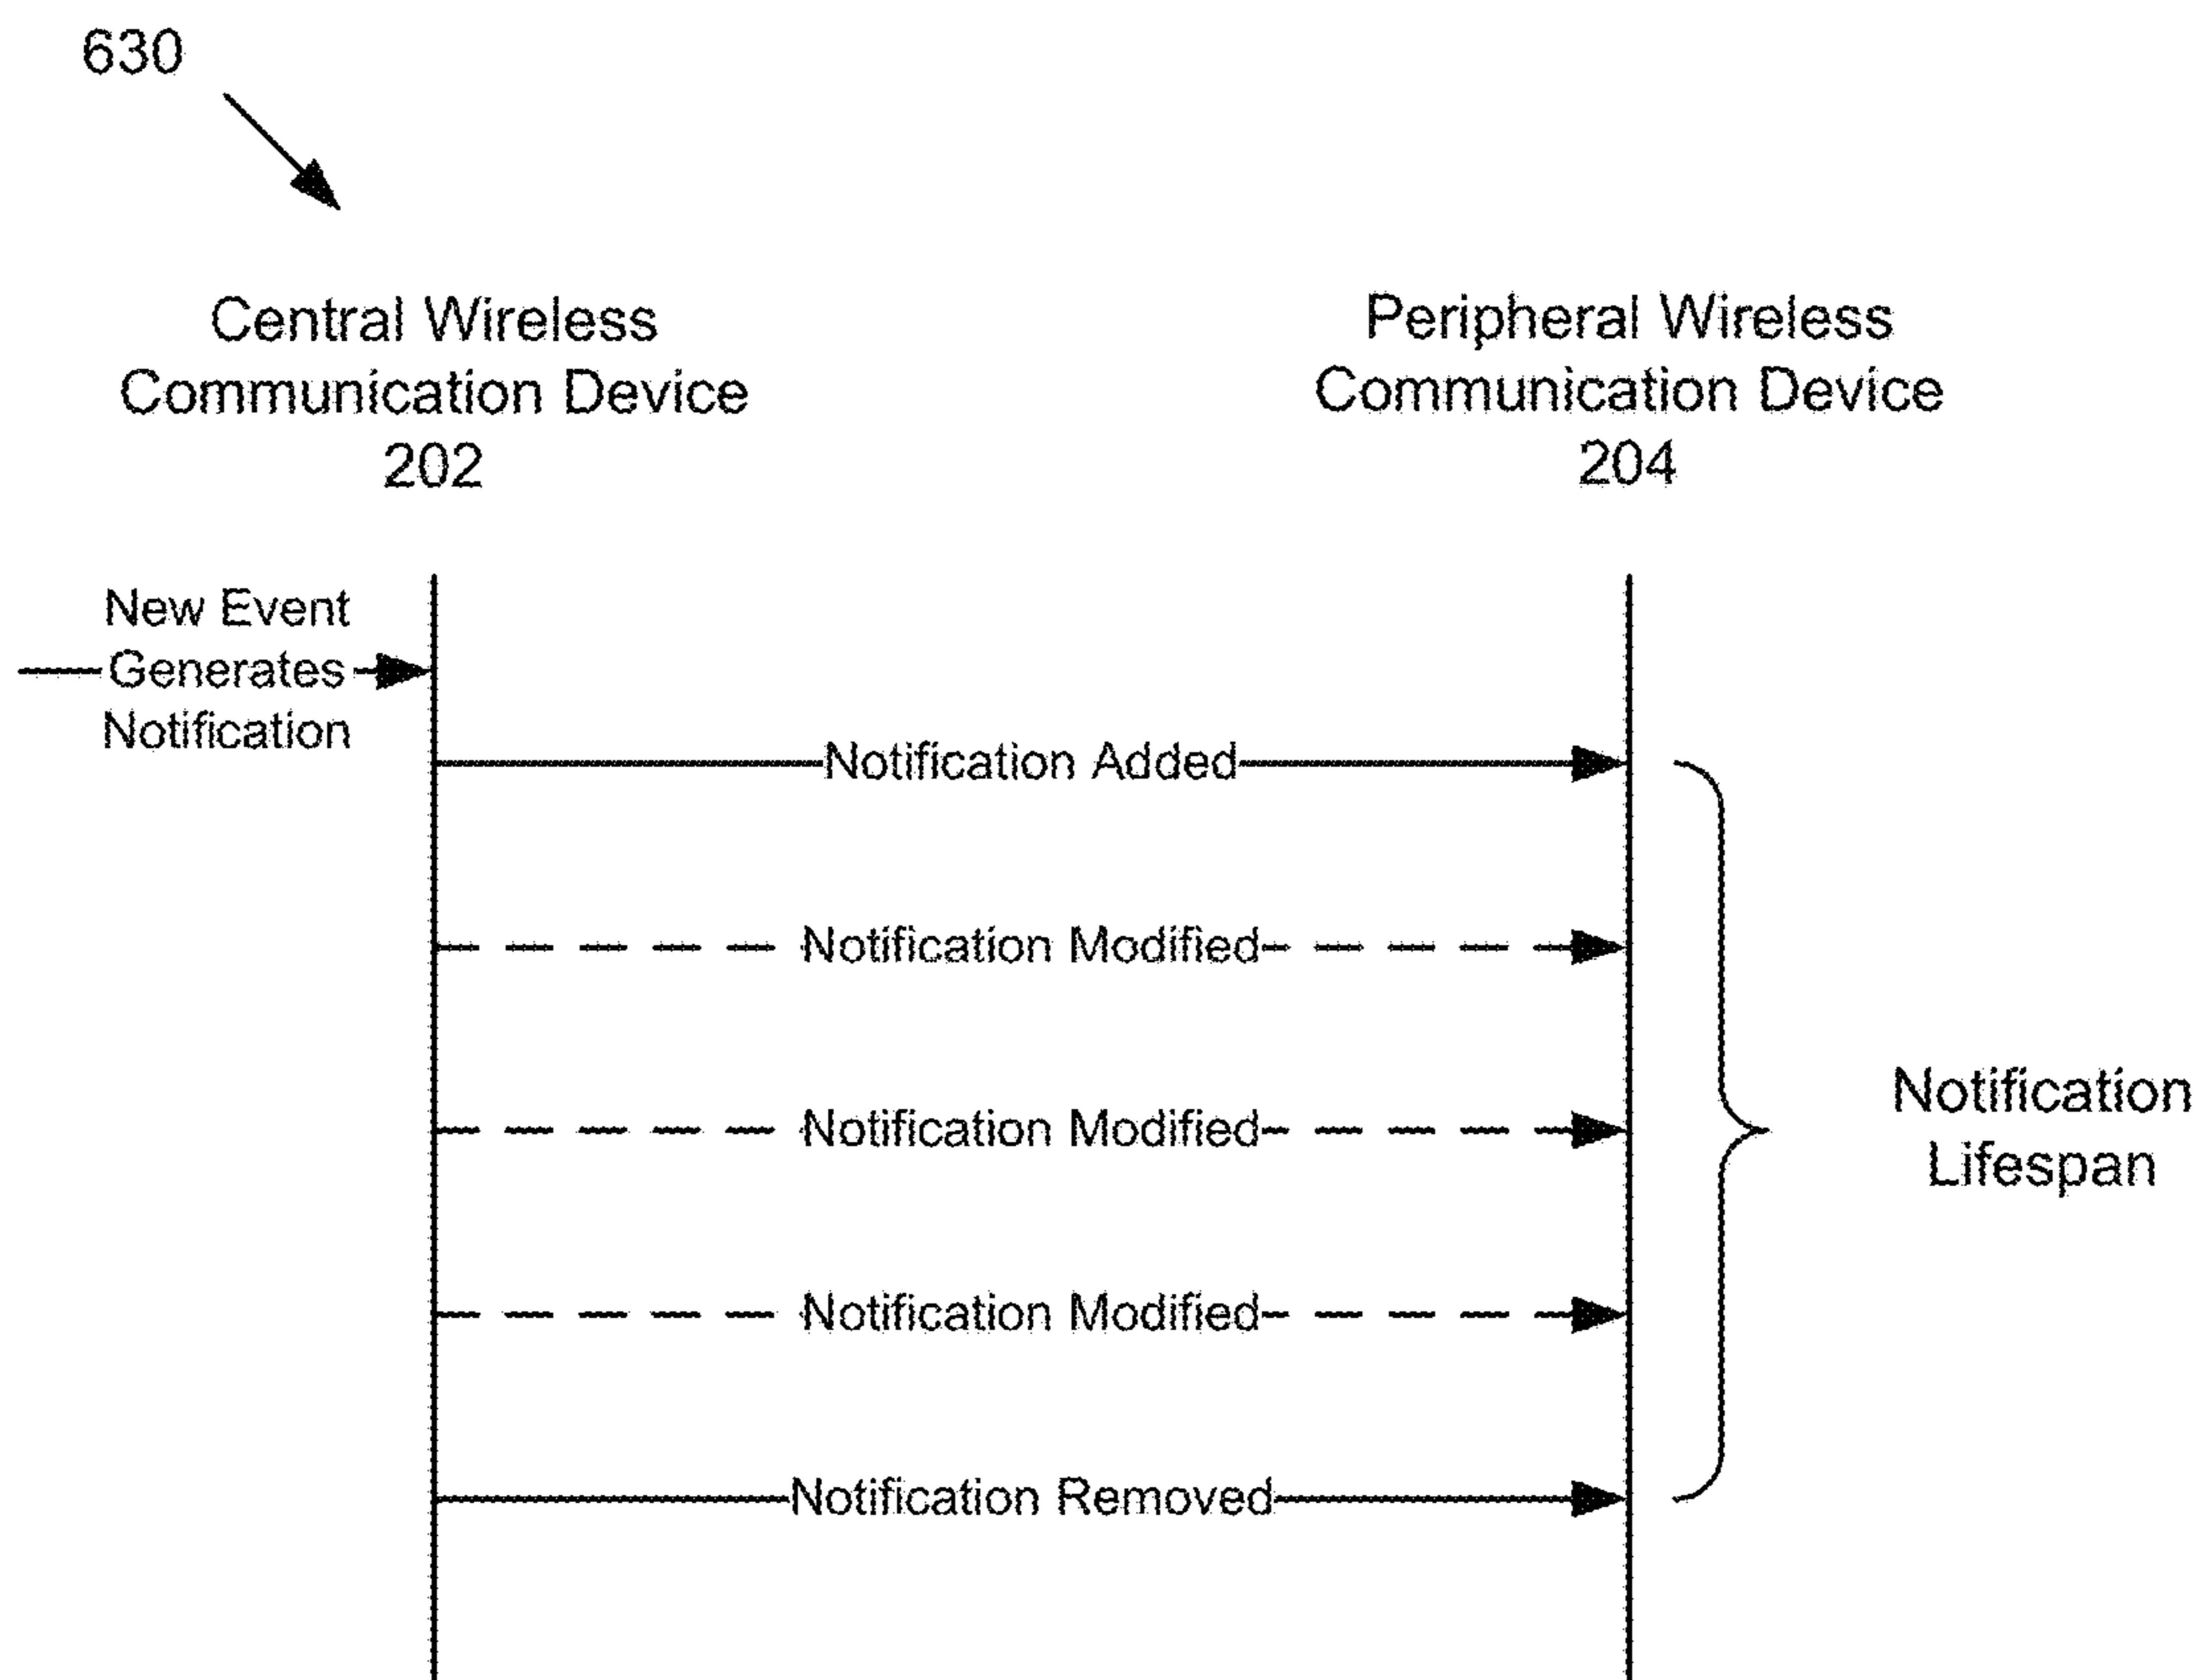 630
Central Wireless
Communication Device
202
Peripheral Wireless
Communication Device
204
New Event
Generates
Notification
Notification Added
Notification Modified
Notification Modified
Notification Modified
Notification Removed
Notification
Lifespan